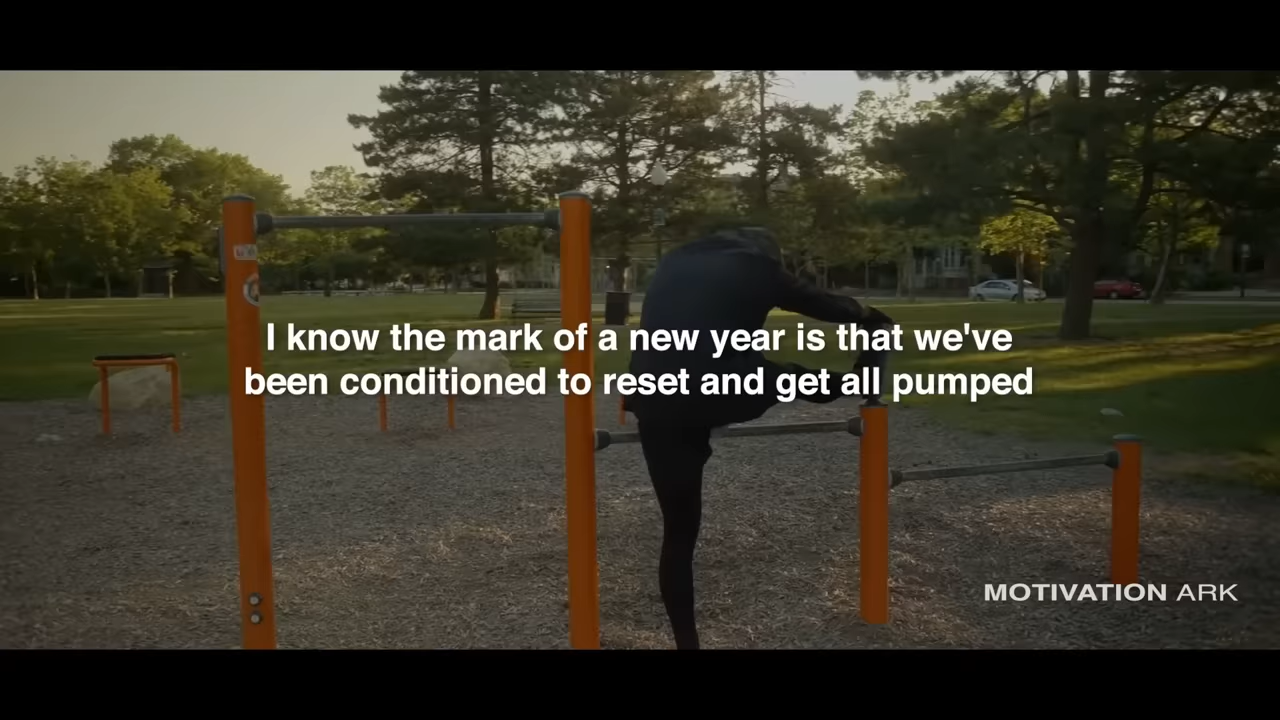 I know the mark of a new year is that we've
been conditioned to reset and get all pumped
MOTIVATION ARK